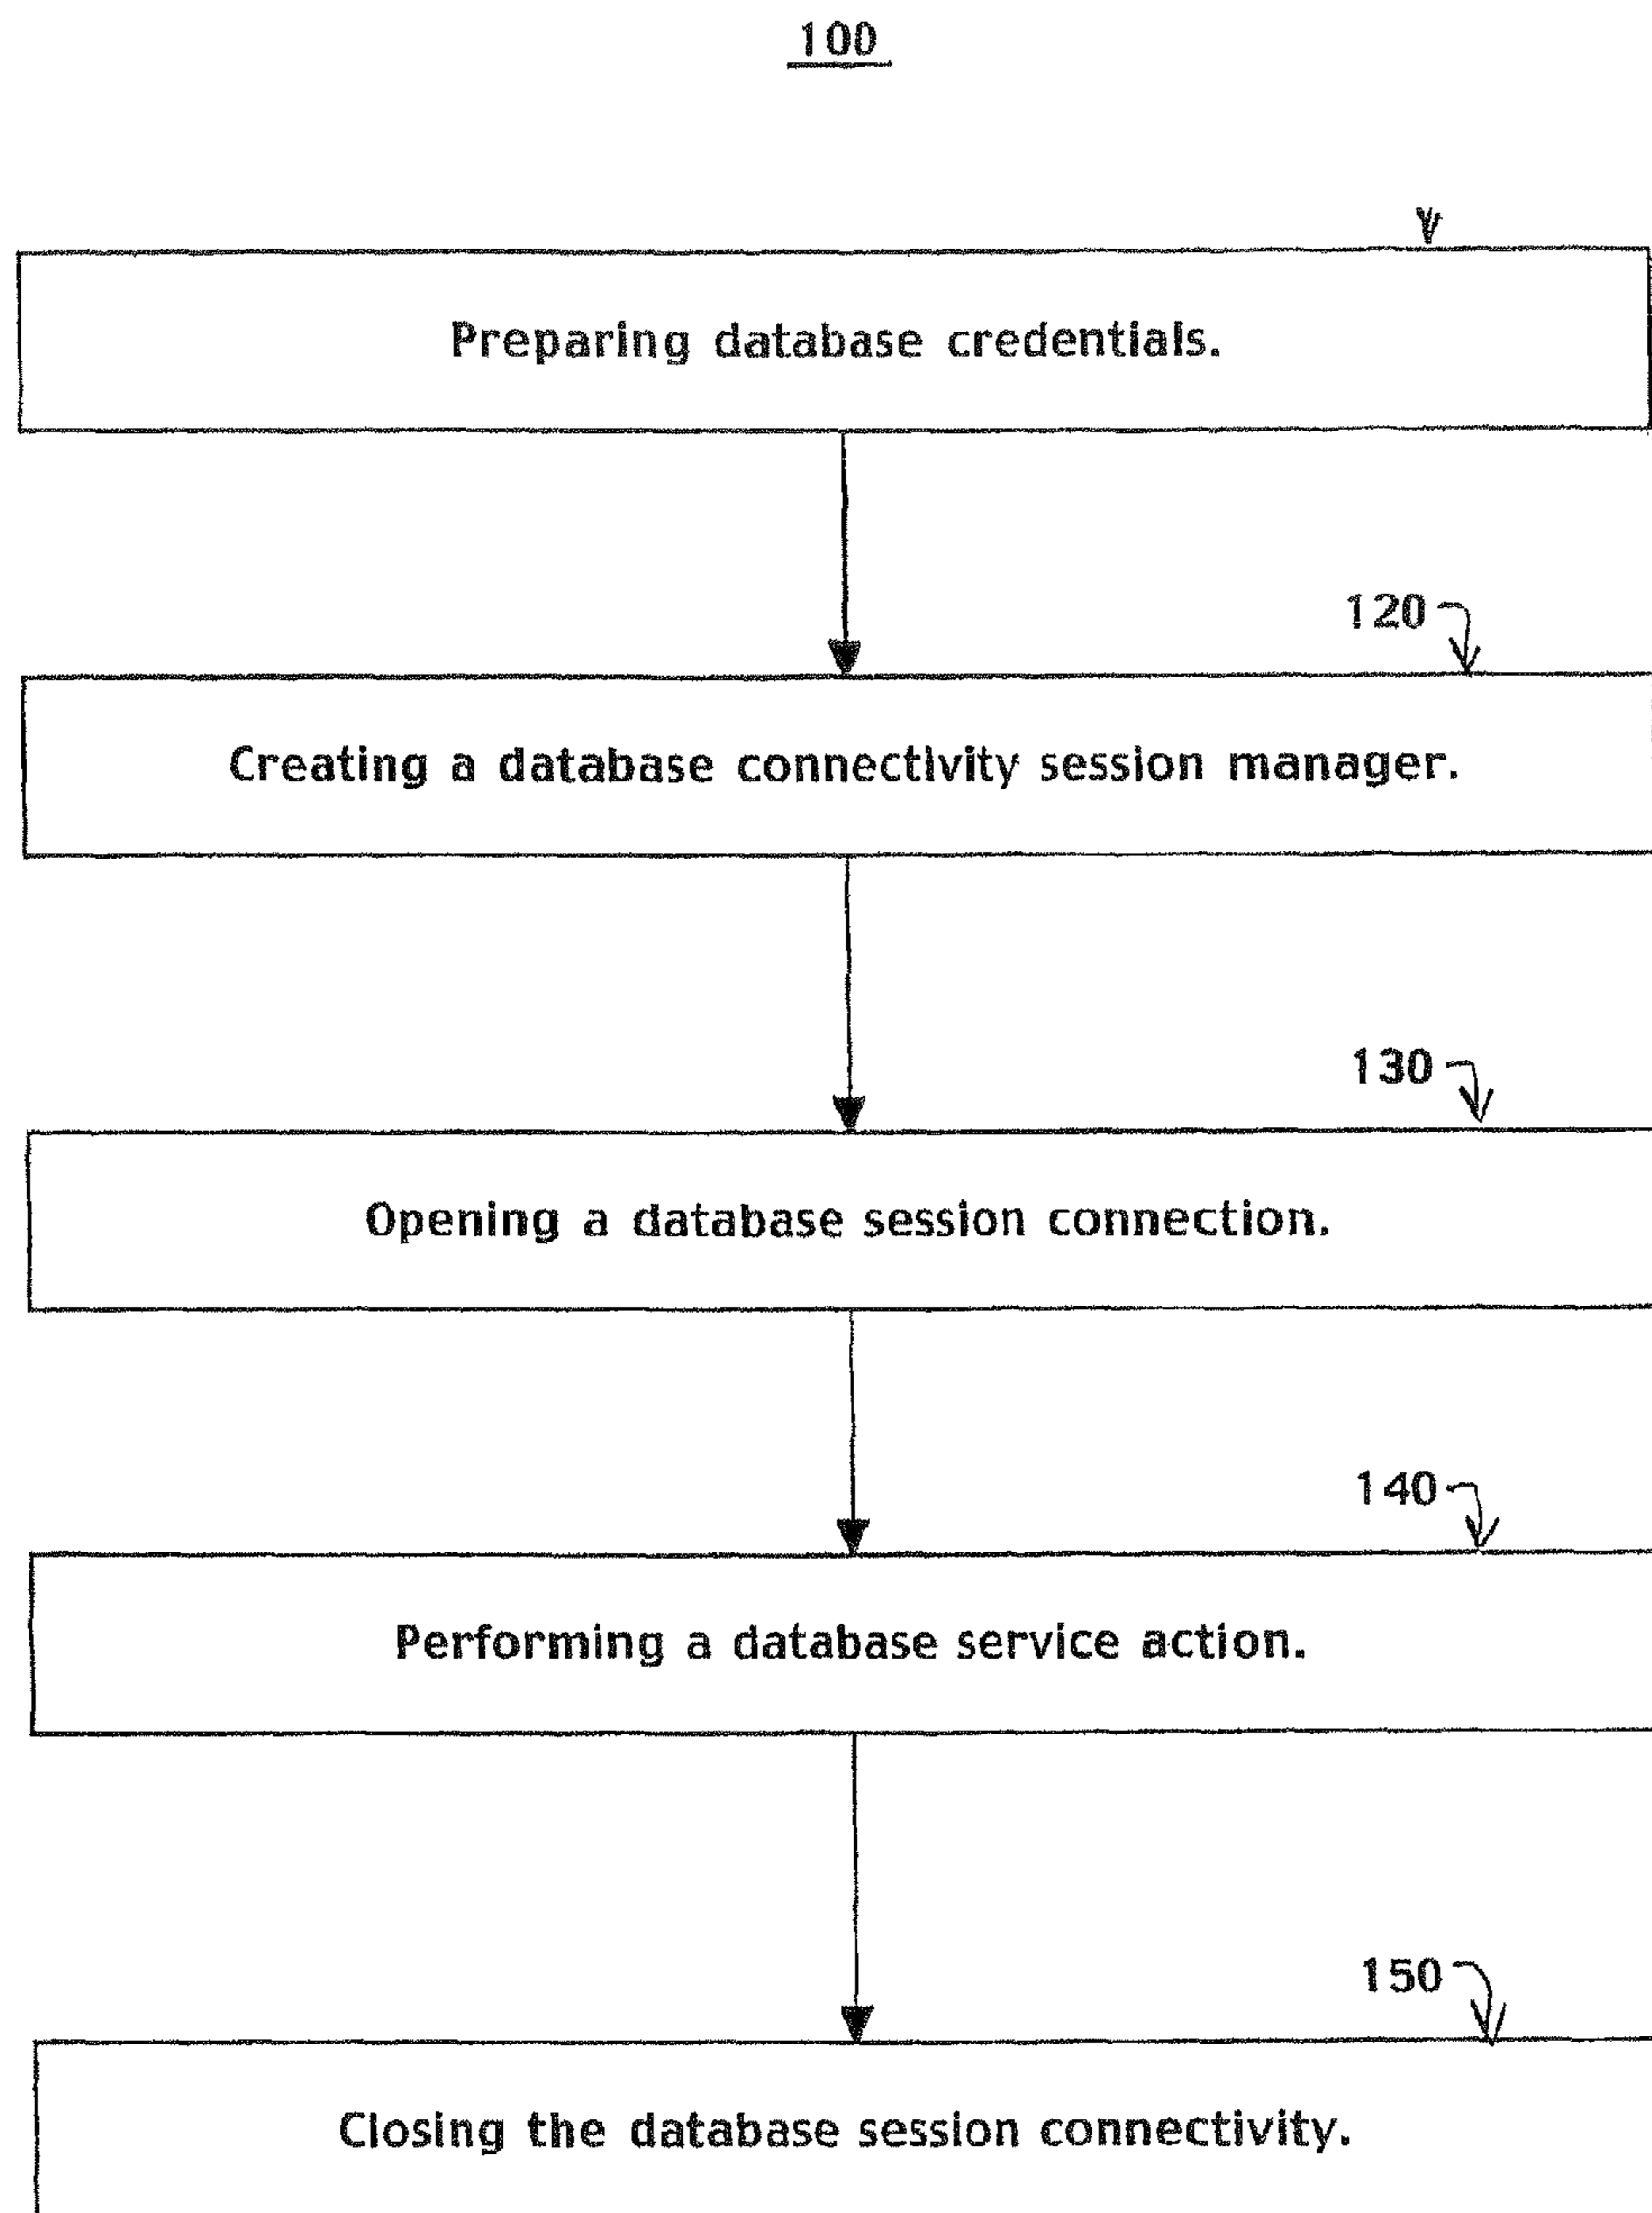 100
Preparing database credentials.
120
Creating a database connectivity session manager.
130
Opening a database session connection.
140
Performing a database service action.
150
Closing the database session connectivity.